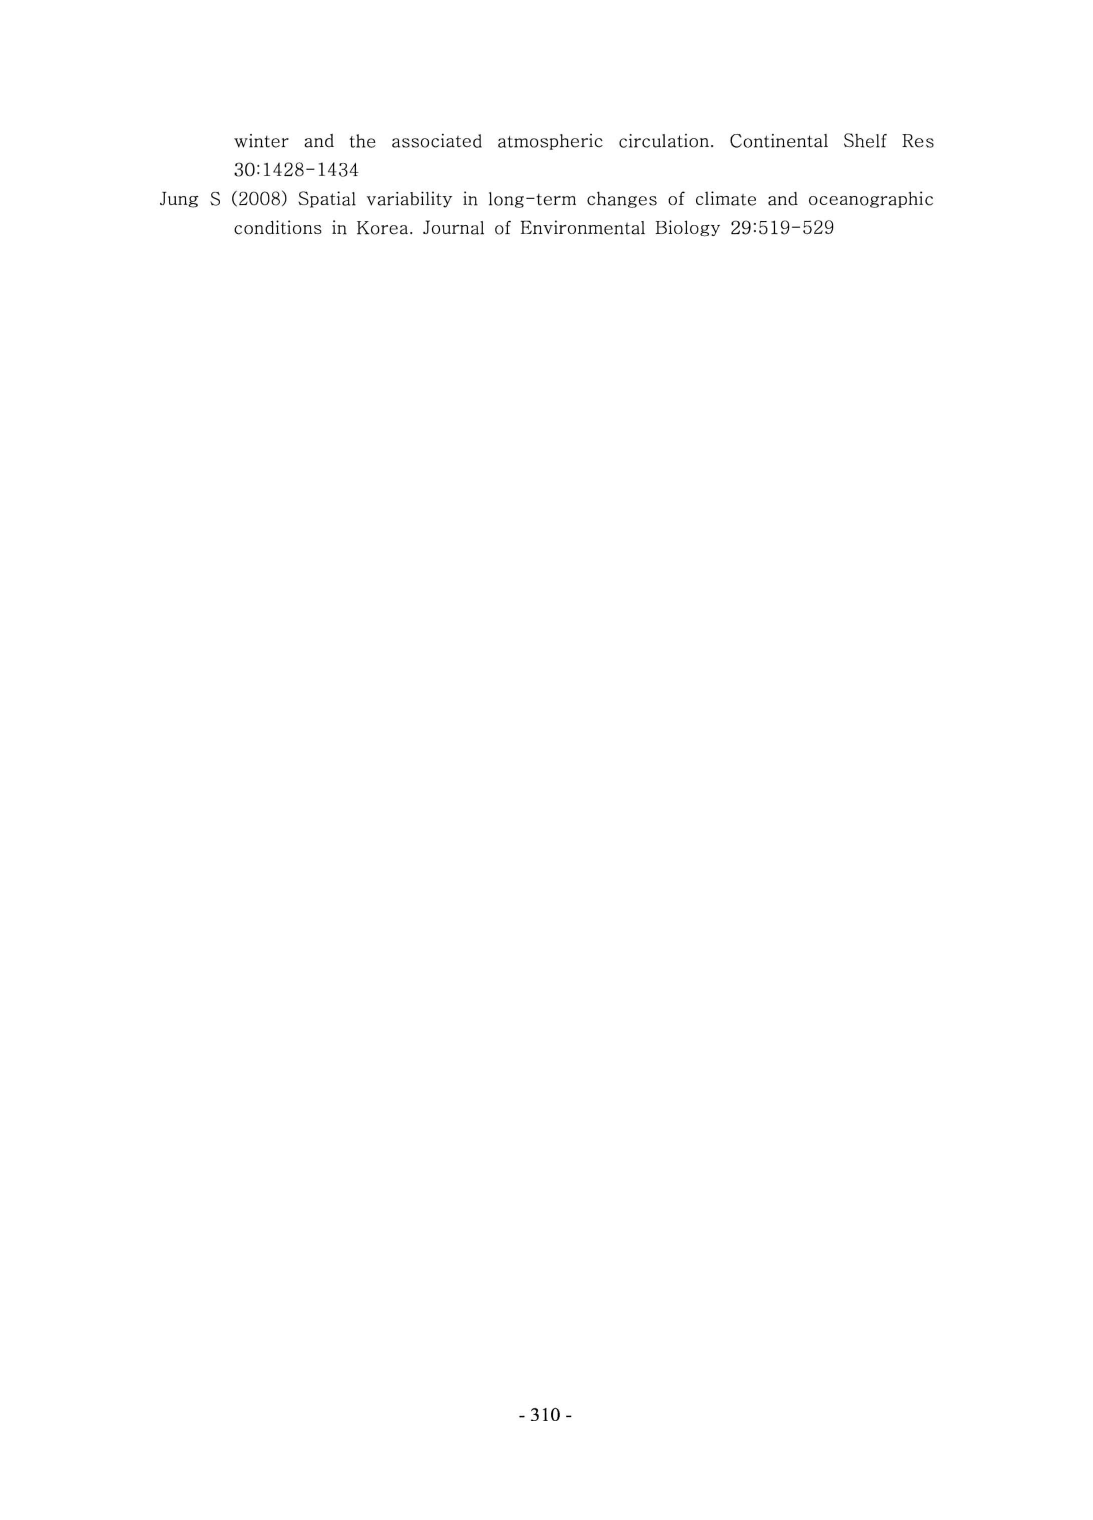 winter and the associated atmospheric circulation. Continental Shelf Res
30:1428-1434
Jung S (2008) Spatial variability in long-term changes of climate and oceanographic
conditions in Korea. Journal of Environmental Biology 29:519-529
- 310 -